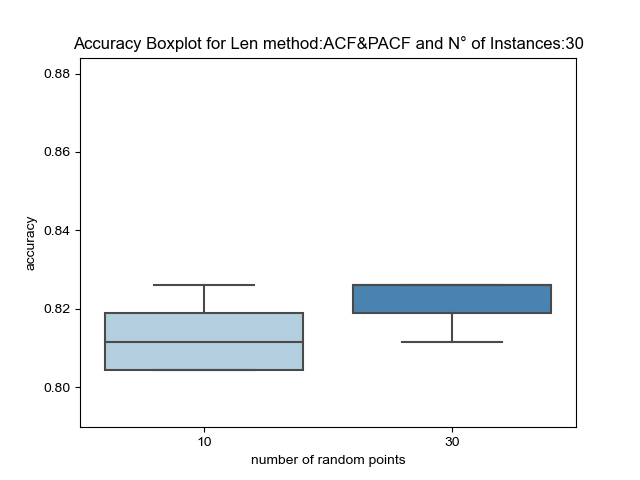 Accuracy Boxplot for Len method:ACF&PACF and N° of Instances:30
0.88
0.86
0.84
0.82
0.80
accuracy
10
30
number of random points